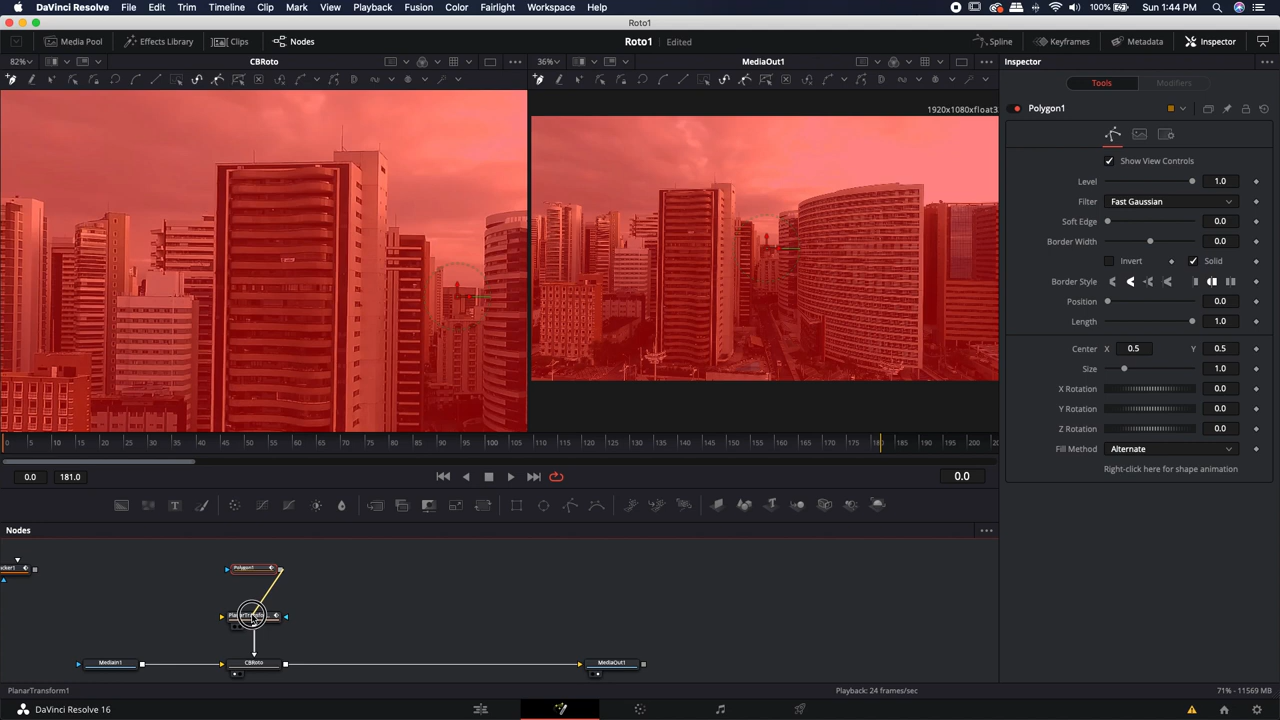 DaVinci Resolve File Edit Trim Timeline Clip Mark View Playback Fusion Color Fairlight Workspace Help 100% Sun 1:44 PM
Roto1
Media Pool Effects Library Clips Nodes Roto1 Edited Spline Keyframes Metadata Inspector
82% CBRoto 36% MediaOut1 Inspector
Tools Modifiers
1920x1080xfloat3
Polygon1
Show View Controls
Level 1.0
Filter Fast Gaussian
Soft Edge 0.0
Border Width 0.0
Invert Solid
Border Style
Position 0.0
Length 1.0
Center X 0.5 Y 0.5
Size 1.0
X Rotation 0.0
Y Rotation 0.0
Z Rotation 0.0
Fill Method Alternate
Right-click here for shape animation
0 5 10 15 20 25 30 35 40 45 50 55 60 65 70 75 80 85 90 95 100 105 110 115 120 125 130 135 140 145 150 155 160 165 170 175 185 190 195
0.0 181.0 0.0
Nodes
Polygon1
MediaIn1 CBRoto MediaOut1
PlanarTransform1 Playback: 24 frames/sec 71% - 11569 MB
DaVinci Resolve 16